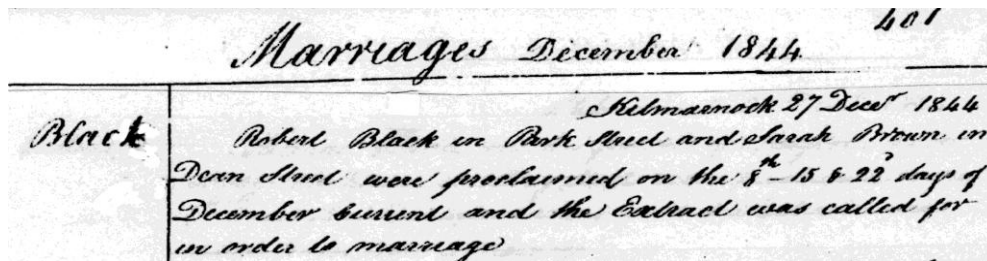 401
Marriages December 1844
Kilmarnock 27 Decr 1844
Black
Robert Black in Park Street and Sarah Brown in
Dean Street were proclaimed on the 8th - 15 & 22d days of
December Current and the Extract was called for
in order to marriage